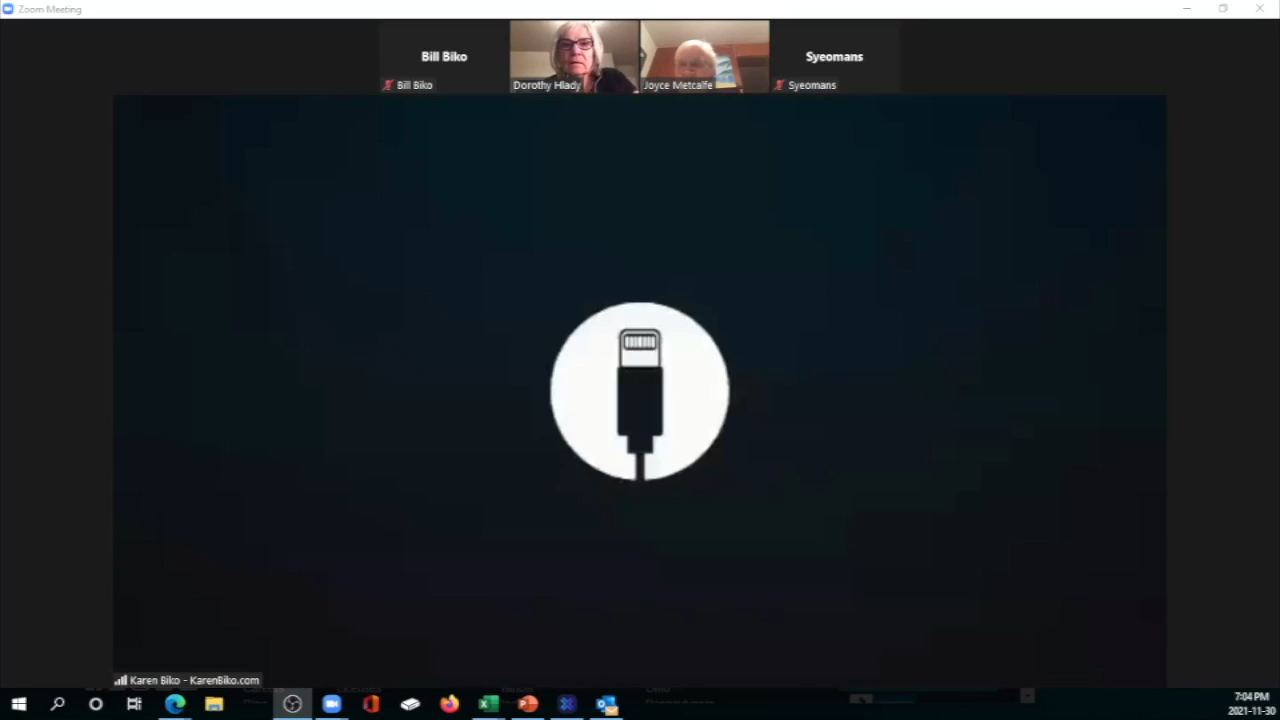 Zoom Meeting
Bill Biko
Syeomans
Bill Biko
Dorothy Hlady
Joyce Metcalfe
Syeomans
Karen Biko - KarenBiko.com
7:04 PM
2021-11-30